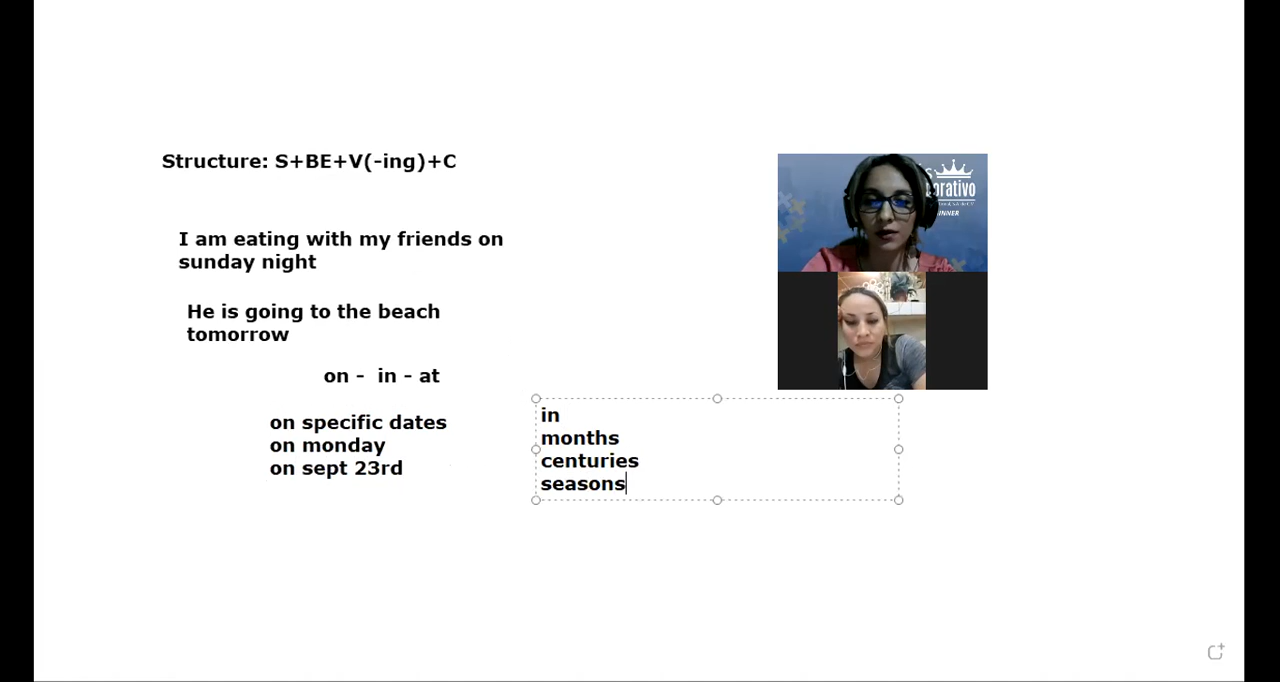 Structure: S+BE+V(-ing)+C
I am eating with my friends on
sunday night
He is going to the beach
tomorrow
on -  in - at
on specific dates
on monday
on sept 23rd
in
months
centuries
seasons